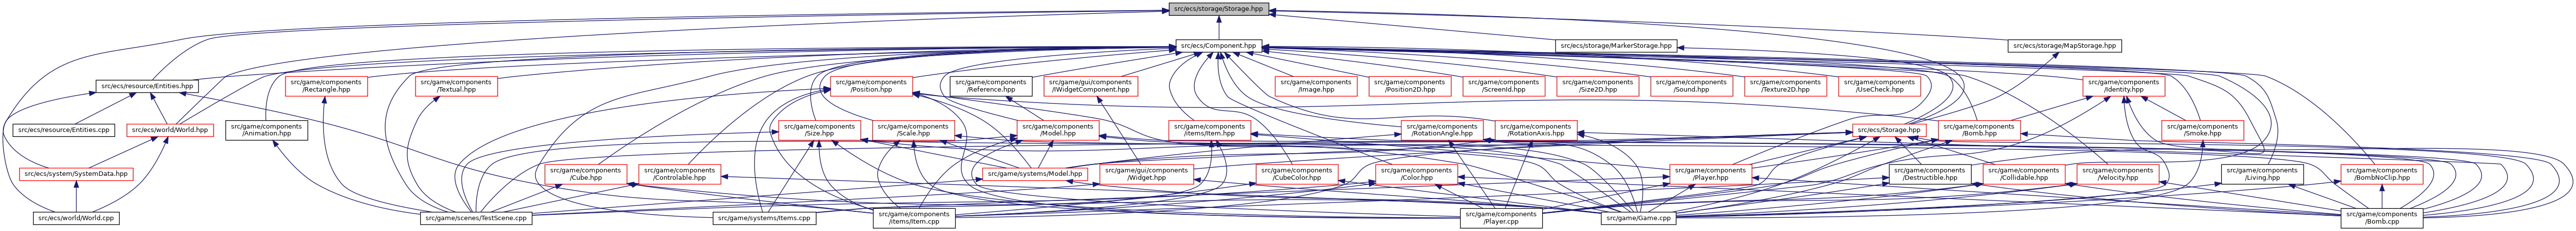 src/ecs/storage/Storage.hpp
src/ecs/Component.hpp
src/ecs/storage/MarkerStorage.hpp
src/ecs/storage/MapStorage.hpp
src/ecs/resource/Entities.hpp
src/game/components
/Rectangle.hpp
src/game/components
/Textual.hpp
src/game/components
/Position.hpp
src/game/components
/Reference.hpp
src/game/gui/components
/IWidgetComponent.hpp
src/game/components
/Image.hpp
src/game/components
/Position2D.hpp
src/game/components
/ScreenId.hpp
src/game/components
/Size2D.hpp
src/game/components
/Sound.hpp
src/game/components
/Texture2D.hpp
src/game/components
/UseCheck.hpp
src/game/components
/Identity.hpp
src/ecs/resource/Entities.cpp
src/ecs/world/World.hpp
src/game/components
/Animation.hpp
src/game/components
/Size.hpp
src/game/components
/Scale.hpp
src/game/components
/Model.hpp
src/game/components
/items/Item.hpp
src/game/components
/RotationAngle.hpp
src/game/components
/RotationAxis.hpp
src/ecs/Storage.hpp
src/game/components
/Bomb.hpp
src/game/components
/Smoke.hpp
src/ecs/system/SystemData.hpp
src/game/components
/Cube.hpp
src/game/components
/Controlable.hpp
src/game/systems/Model.hpp
src/game/gui/components
/Widget.hpp
src/game/components
/CubeColor.hpp
src/game/components
/Color.hpp
src/game/components
/Player.hpp
src/game/components
/Destructible.hpp
src/game/components
/Collidable.hpp
src/game/components
/Velocity.hpp
src/game/components
/Living.hpp
src/game/components
/BombNoClip.hpp
src/ecs/world/World.cpp
src/game/scenes/TestScene.cpp
src/game/systems/Items.cpp
src/game/components
/items/Item.cpp
src/game/components
/Player.cpp
src/game/Game.cpp
src/game/components
/Bomb.cpp